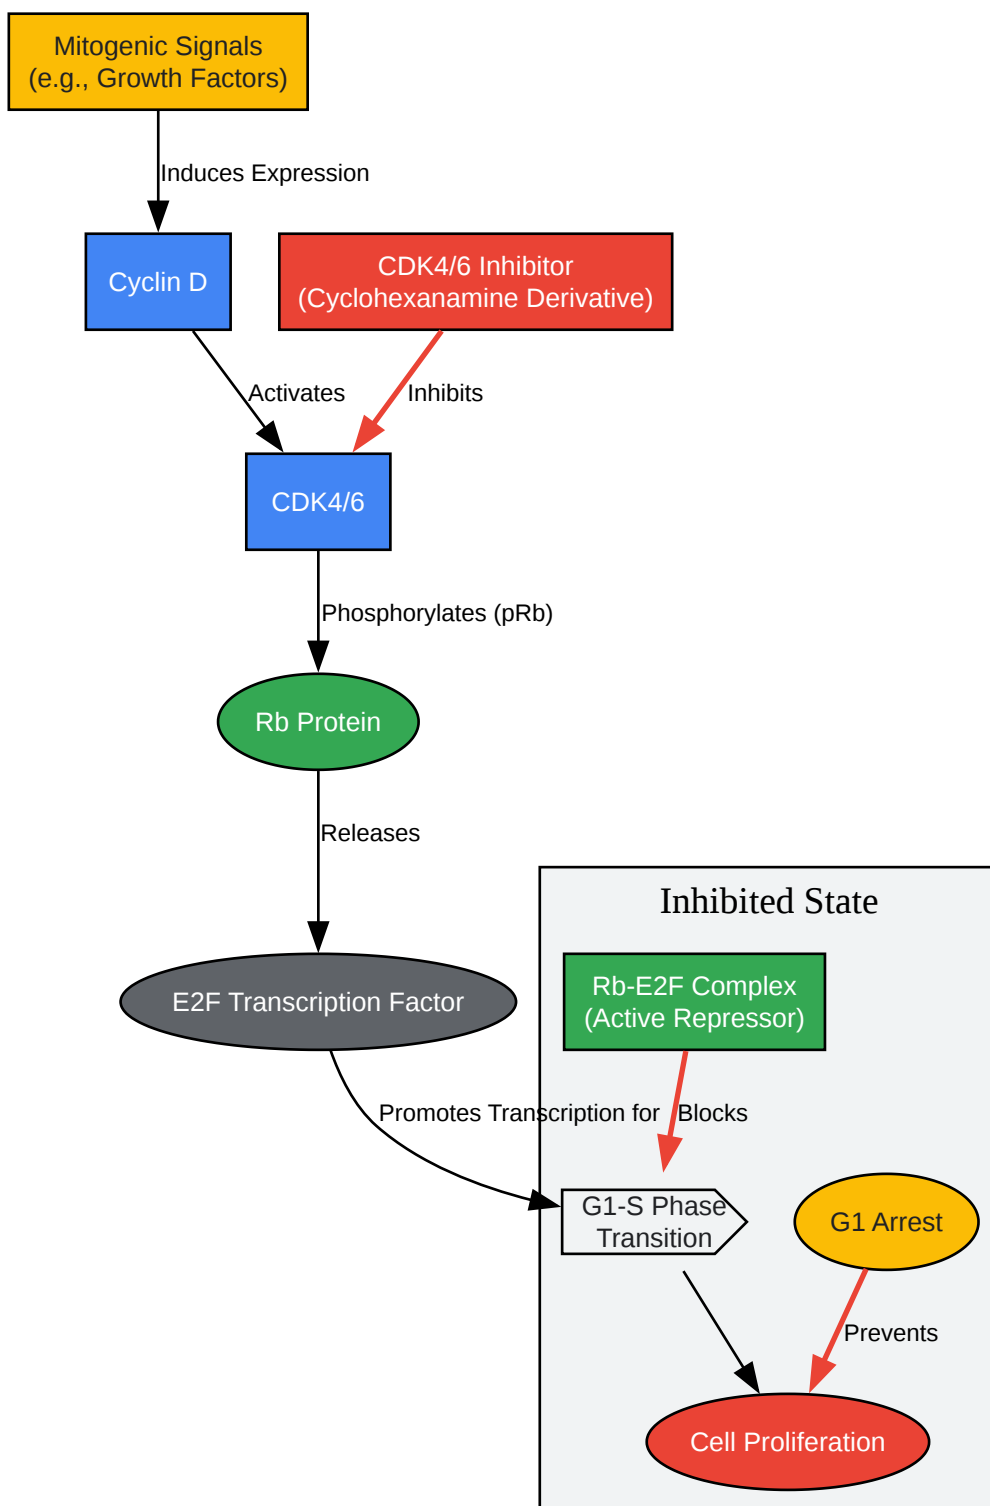 Mitogenic Signals
(e.g., Growth Factors)
Induces Expression
Cyclin D
CDK4/6 Inhibitor
(Cyclohexanamine Derivative)
Activates
Inhibits
CDK4/6
Phosphorylates (pRb)
Rb Protein
Releases
Inhibited State
E2F Transcription Factor
Rb-E2F Complex
(Active Repressor)
Promotes Transcription for
Blocks
G1-S Phase
Transition
G1 Arrest
Prevents
Cell Proliferation